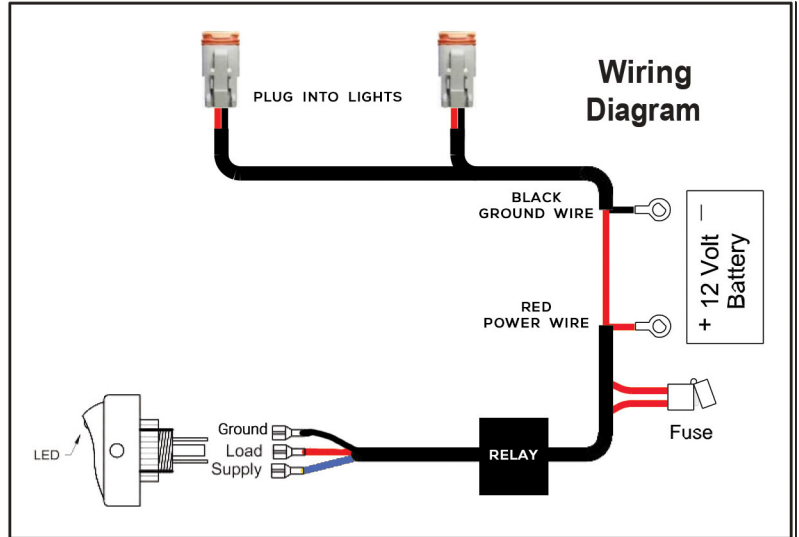 Wiring
Diagram
PLUG INTO LIGHTS
BLACK
GROUND WIRE
RED
POWER WIRE
+ 12 Volt –
Battery
Fuse
RELAY
Ground
Load
Supply
LED